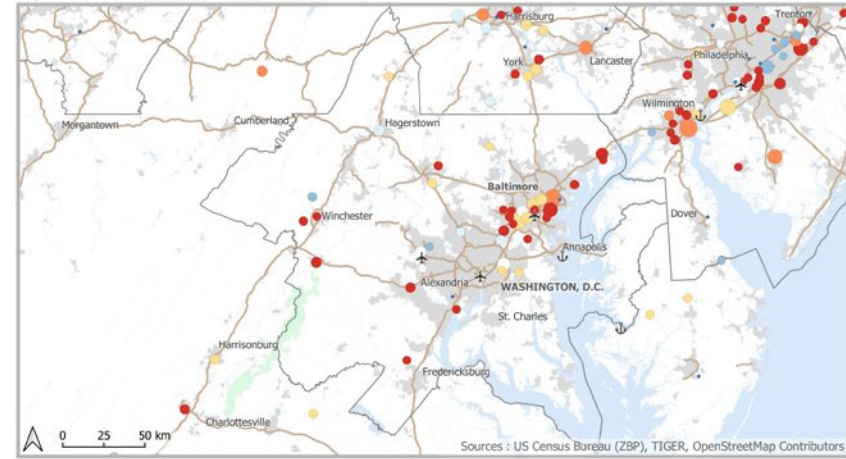 Harrisburg
Trenton
York
Lancaster
Philadelphia
Wilmington
Morgantown
Cumberland
Hagerstown
Baltimore
Winchester
Dover
Annapolis
Alexandria
WASHINGTON, D.C.
St. Charles
Harrisonburg
Fredericksburg
Charlottesville
0 25 50 km
Sources : US Census Bureau (ZBP), TIGER, OpenStreetMap Contributors